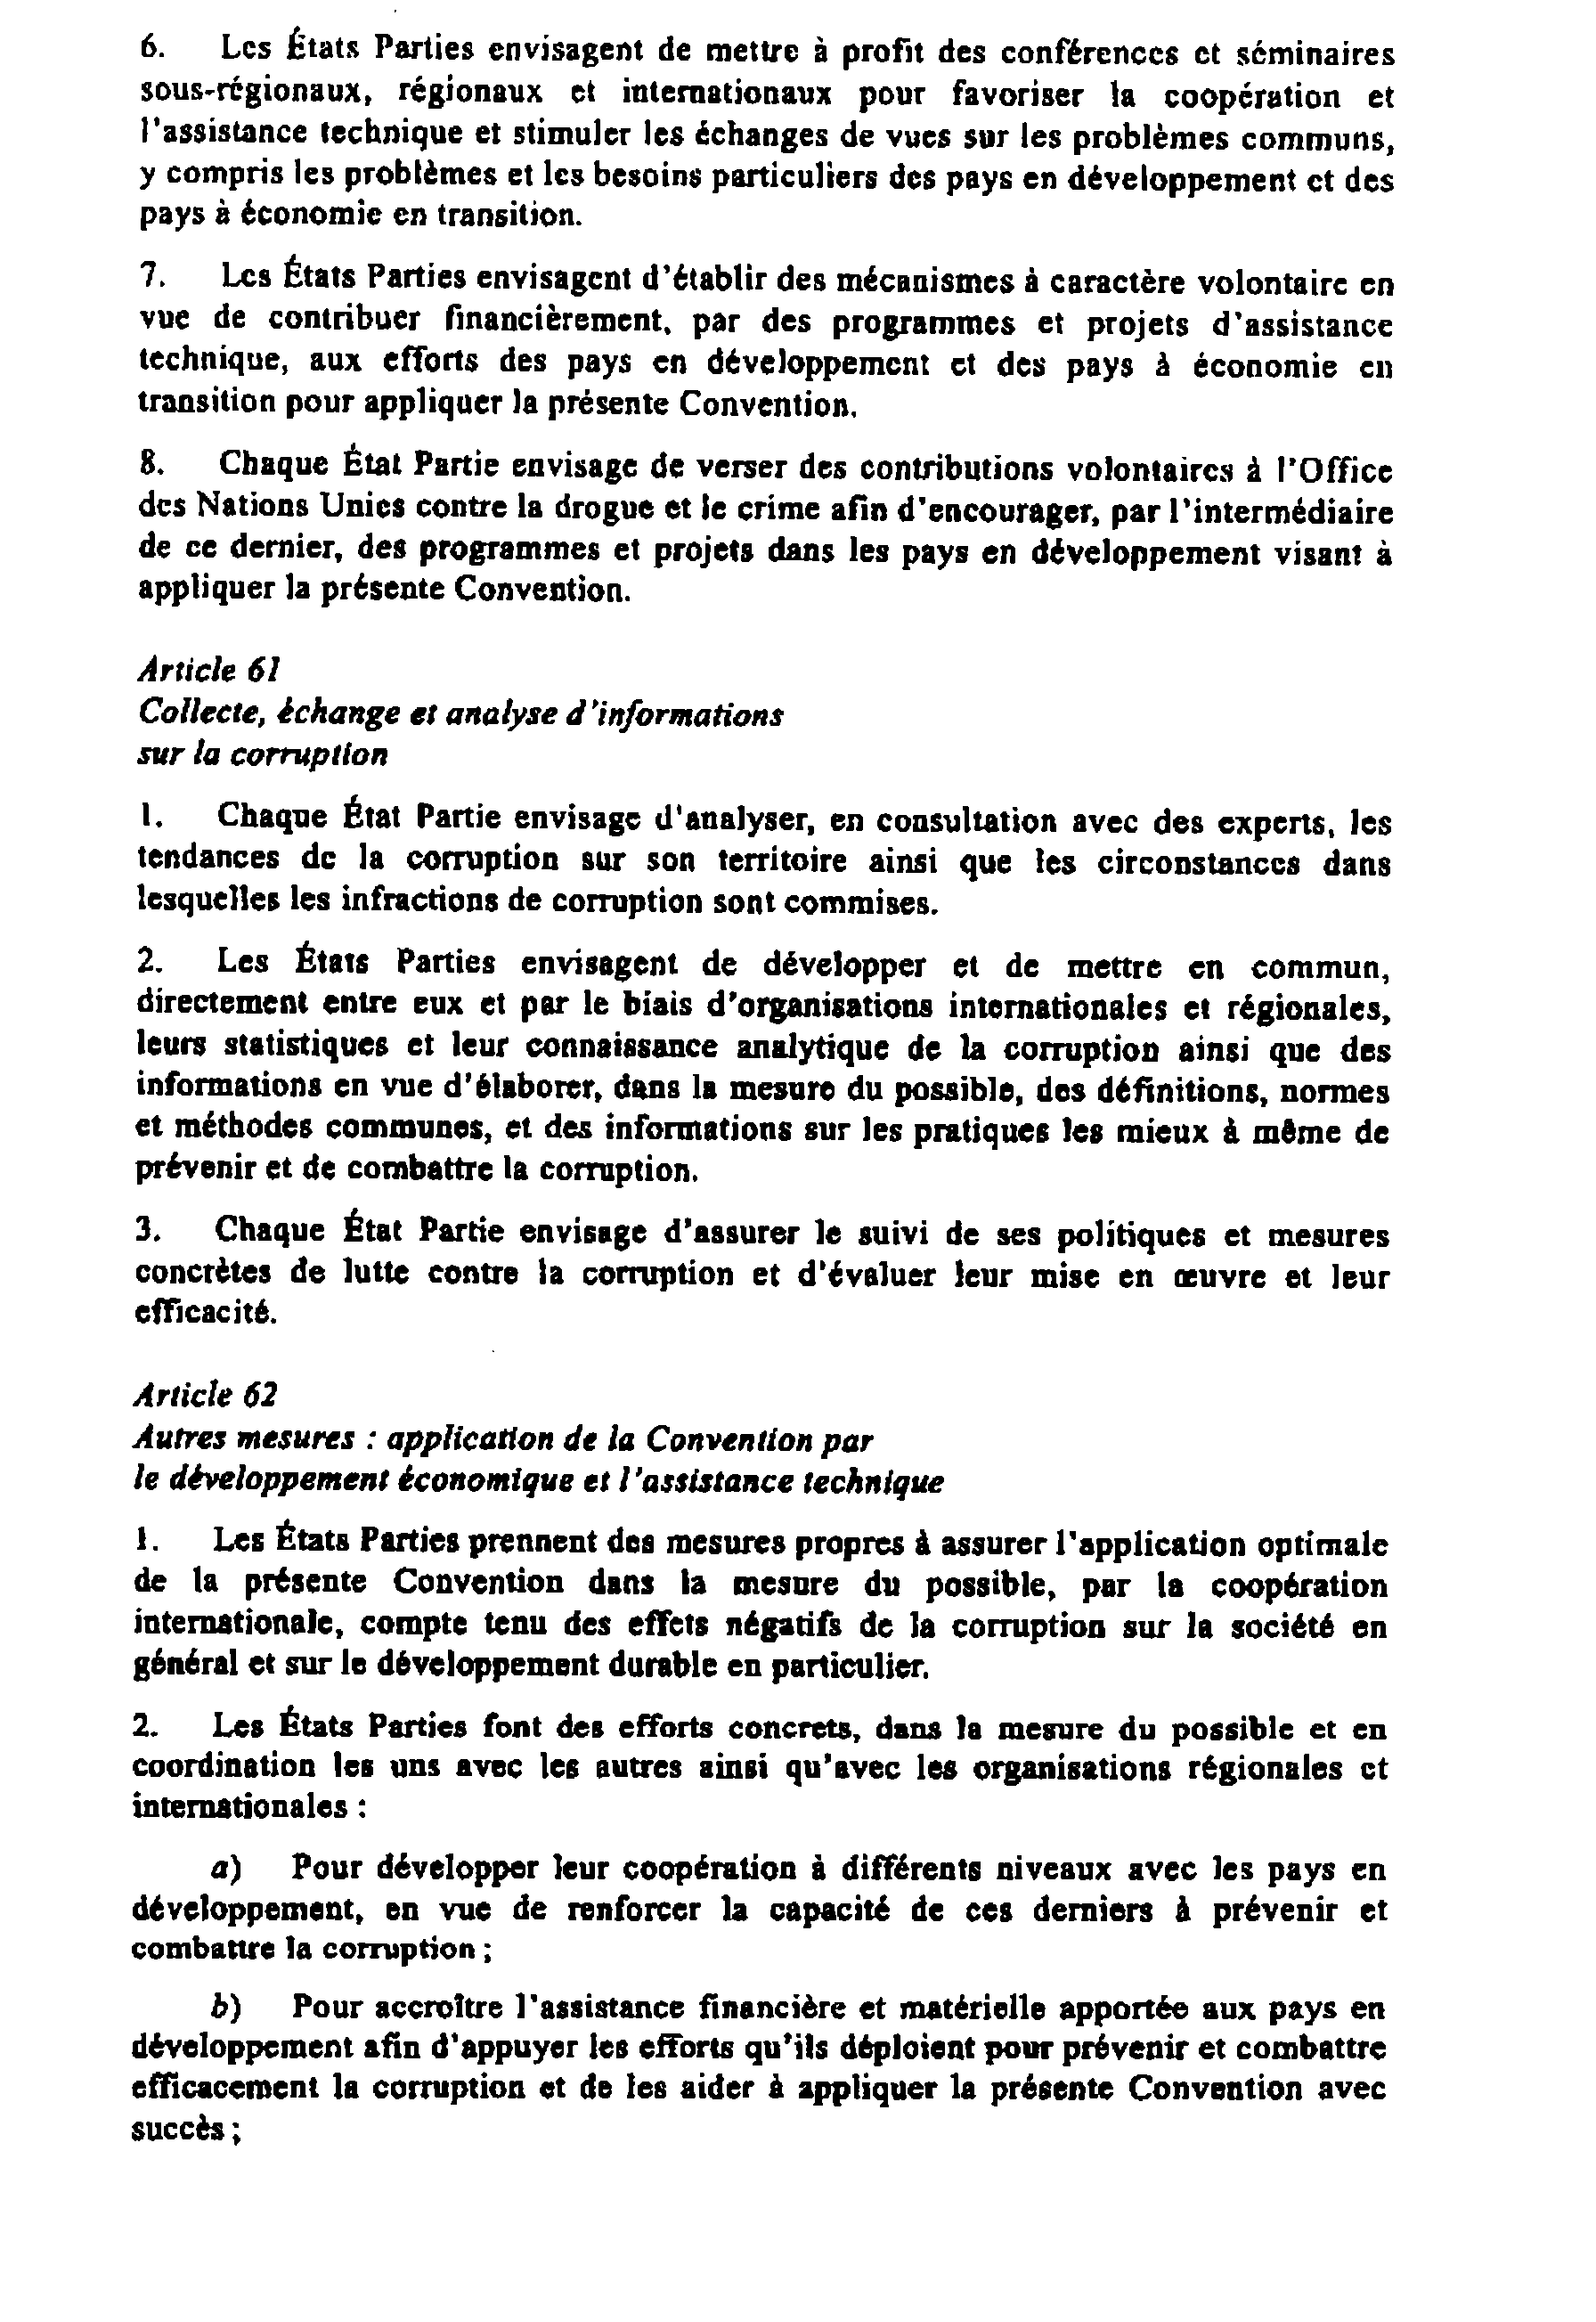 6. Les États Parties envisagent de mettre à profit des conférences et séminaires
sous-régionaux, régionaux et internationaux pour favoriser la coopération et
l'assistance technique et stimuler les échanges de vues sur les problèmes communs,
y compris les problèmes et les besoins particuliers des pays en développement et des
pays à économie en transition.
7. Les États Parties envisagent d'établir des mécanismes à caractère volontaire en
vue de contribuer financièrement, par des programmes et projets d'assistance
technique, aux efforts des pays en développement et des pays à économie en
transition pour appliquer la présente Convention.
8. Chaque État Partie envisage de verser des contributions volontaires à l'Office
des Nations Unies contre la drogue et le crime afin d'encourager, par l'intermédiaire
de ce dernier, des programmes et projets dans les pays en développement visant à
appliquer la présente Convention.
Article 61
Collecte, échange et analyse d'informations
sur la corruption
1. Chaque État Partie envisage d'analyser, en consultation avec des experts, les
tendances de la corruption sur son territoire ainsi que les circonstances dans
lesquelles les infractions de corruption sont commises.
2. Les États Parties envisagent de développer et de mettre en commun,
directement entre eux et par le biais d'organisations internationales et régionales,
leurs statistiques et leur connaissance analytique de la corruption ainsi que des
informations en vue d'élaborer, dans la mesure du possible, des définitions, normes
et méthodes communes, et des informations sur les pratiques les mieux à même de
prévenir et de combattre la corruption.
3. Chaque État Partie envisage d'assurer le suivi de ses politiques et mesures
concrètes de lutte contre la corruption et d'évaluer leur mise en œuvre et leur
efficacité.
Article 62
Autres mesures : application de la Convention par
le développement économique et l'assistance technique
1. Les États Parties prennent des mesures propres à assurer l'application optimale
de la présente Convention dans la mesure du possible, par la coopération
internationale, compte tenu des effets négatifs de la corruption sur la société en
général et sur le développement durable en particulier.
2. Les États Parties font des efforts concrets, dans la mesure du possible et en
coordination les uns avec les autres ainsi qu'avec les organisations régionales et
internationales :
a) Pour développer leur coopération à différents niveaux avec les pays en
développement, en vue de renforcer la capacité de ces derniers à prévenir et
combattre la corruption ;
b) Pour accroître l'assistance financière et matérielle apportée aux pays en
développement afin d'appuyer les efforts qu'ils déploient pour prévenir et combattre
efficacement la corruption et de les aider à appliquer la présente Convention avec
succès ;